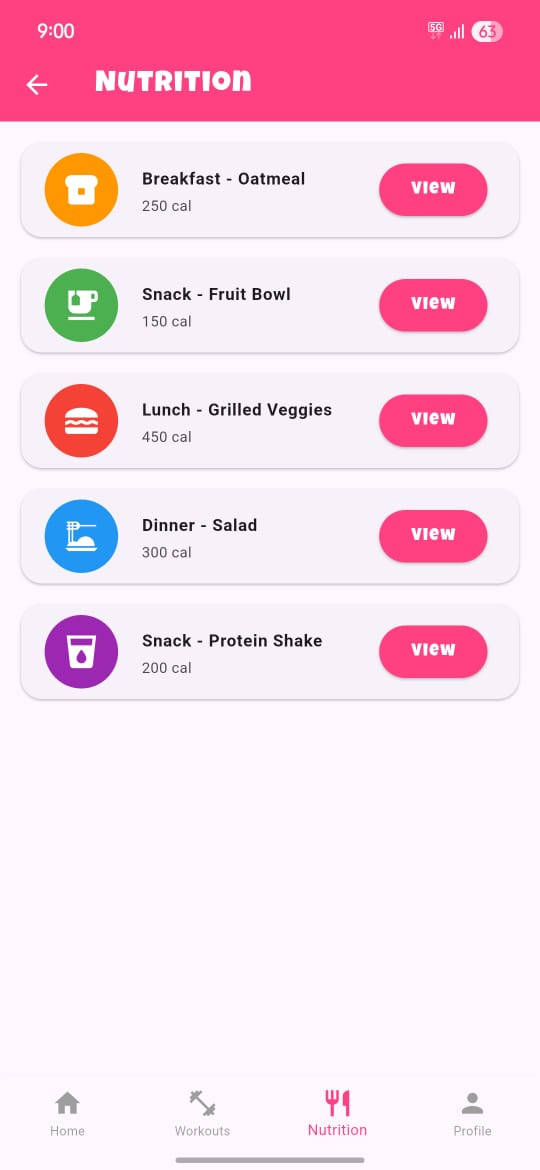 9:00
5G
63
Nutrition
Breakfast - Oatmeal
250 cal
View
Snack - Fruit Bowl
150 cal
View
Lunch - Grilled Veggies
450 cal
View
Dinner - Salad
300 cal
View
Snack - Protein Shake
200 cal
View
Home
Workouts
Nutrition
Profile